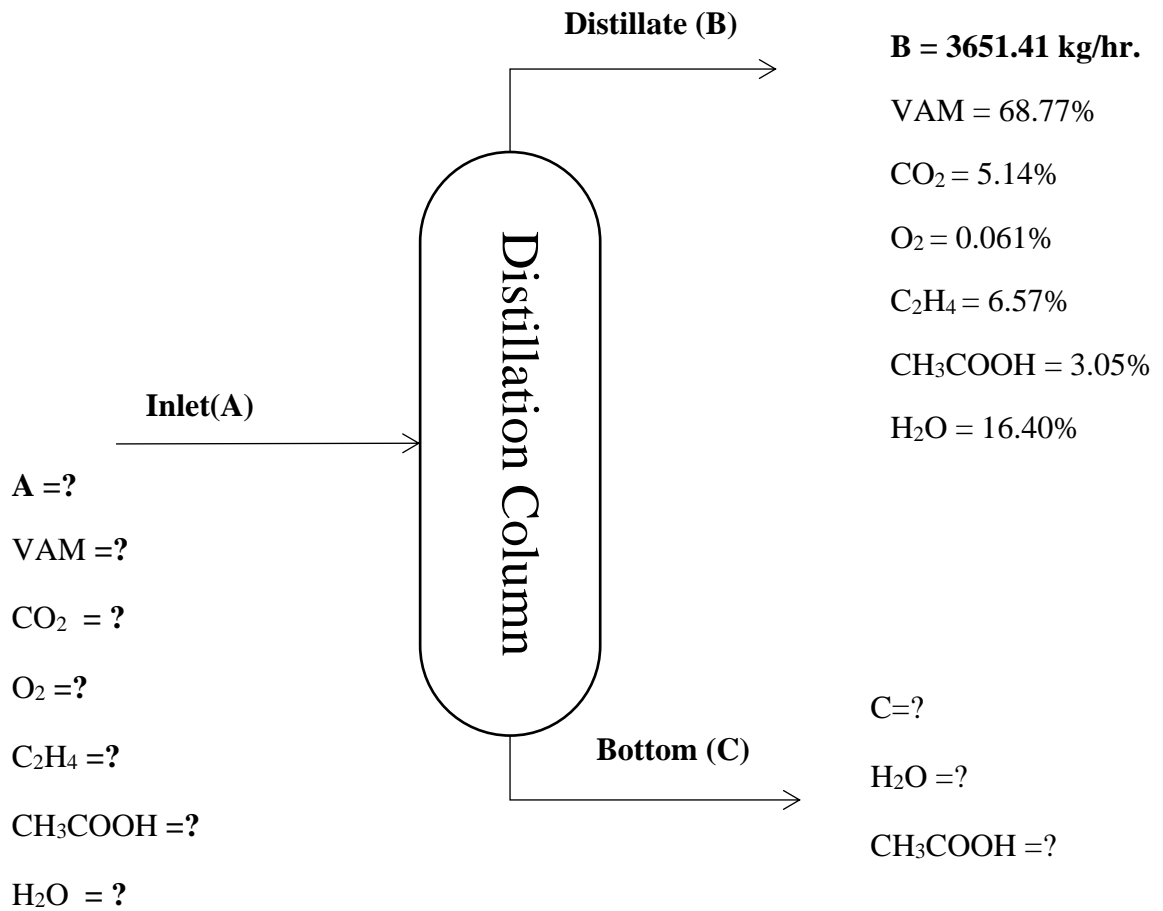 Distillate (B)
B = 3651.41 kg/hr.
VAM = 68.77%
CO₂ = 5.14%
O₂ = 0.061%
C₂H₄ = 6.57%
CH₃COOH = 3.05%
H₂O = 16.40%
Distillation Column
Inlet(A)
A =?
VAM =?
CO₂ = ?
O₂ =?
C₂H₄ =?
CH₃COOH =?
H₂O = ?
Bottom (C)
C=?
H₂O =?
CH₃COOH =?